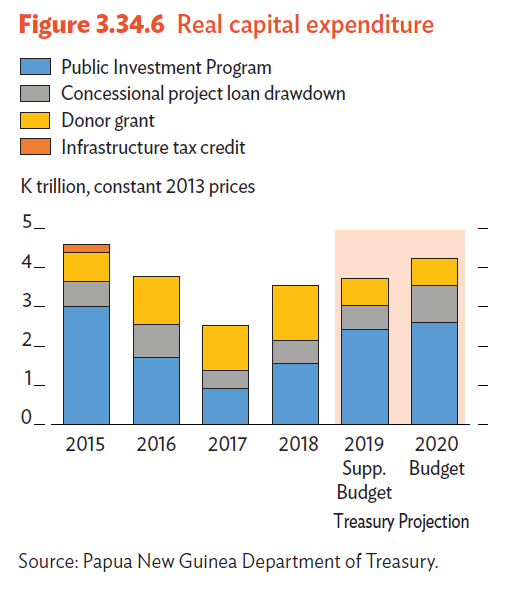 Figure 3.34.6 Real capital expenditure
Public Investment Program
Concessional project loan drawdown
Donor grant
Infrastructure tax credit
K trillion, constant 2013 prices
5
4
3
2
1
0
2015 2016 2017 2018 2019 2020
Supp. Budget
Budget
Treasury Projection
Source: Papua New Guinea Department of Treasury.